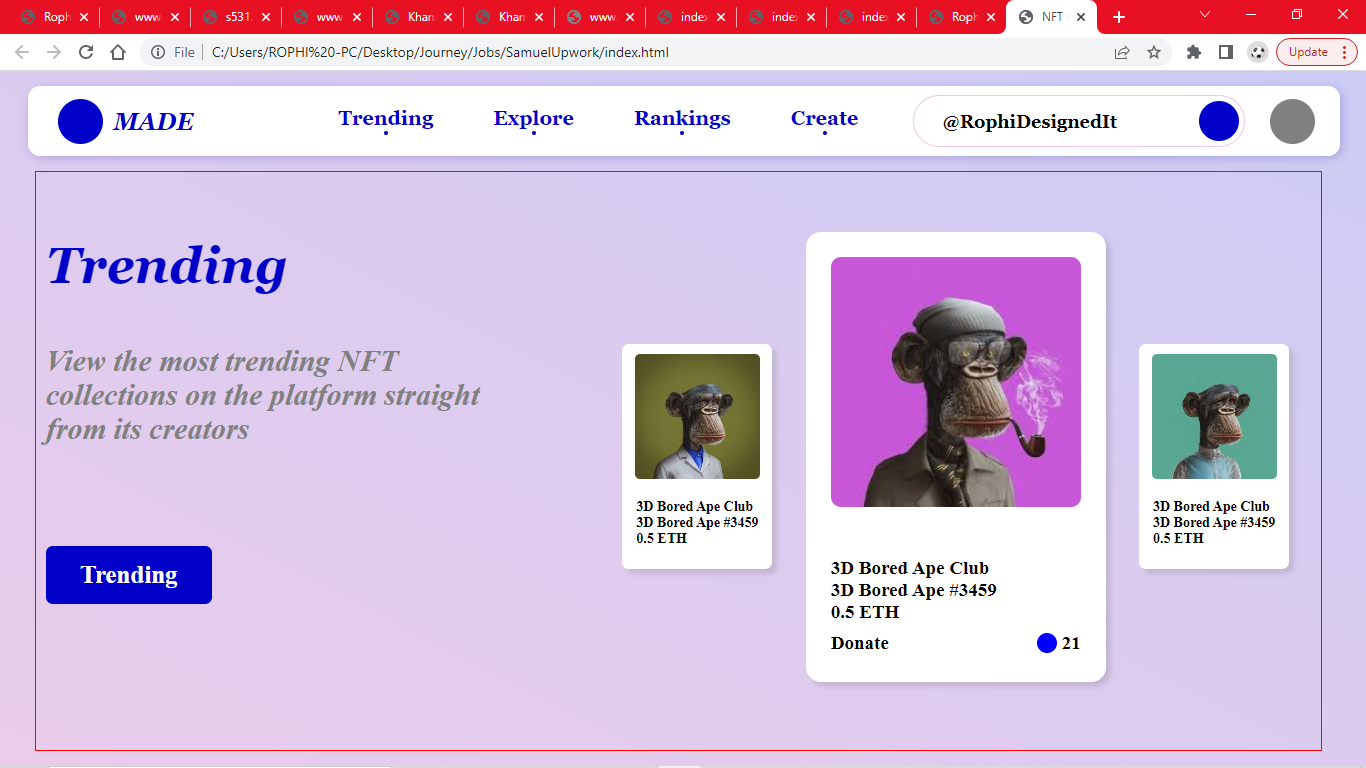 Roph
www.
s531.
www.
Khan
Khan
www.
index
index
index
Roph
NFT
File
C:/Users/ROPHI%20-PC/Desktop/Journey/Jobs/SamuelUpwork/index.html
Update
MADE
Trending
Explore
Rankings
Create
@RophiDesignedIt
Trending
View the most trending NFT
collections on the platform straight
from its creators
Trending
3D Bored Ape Club
3D Bored Ape #3459
0.5 ETH
3D Bored Ape Club
3D Bored Ape #3459
0.5 ETH
Donate
21
3D Bored Ape Club
3D Bored Ape #3459
0.5 ETH